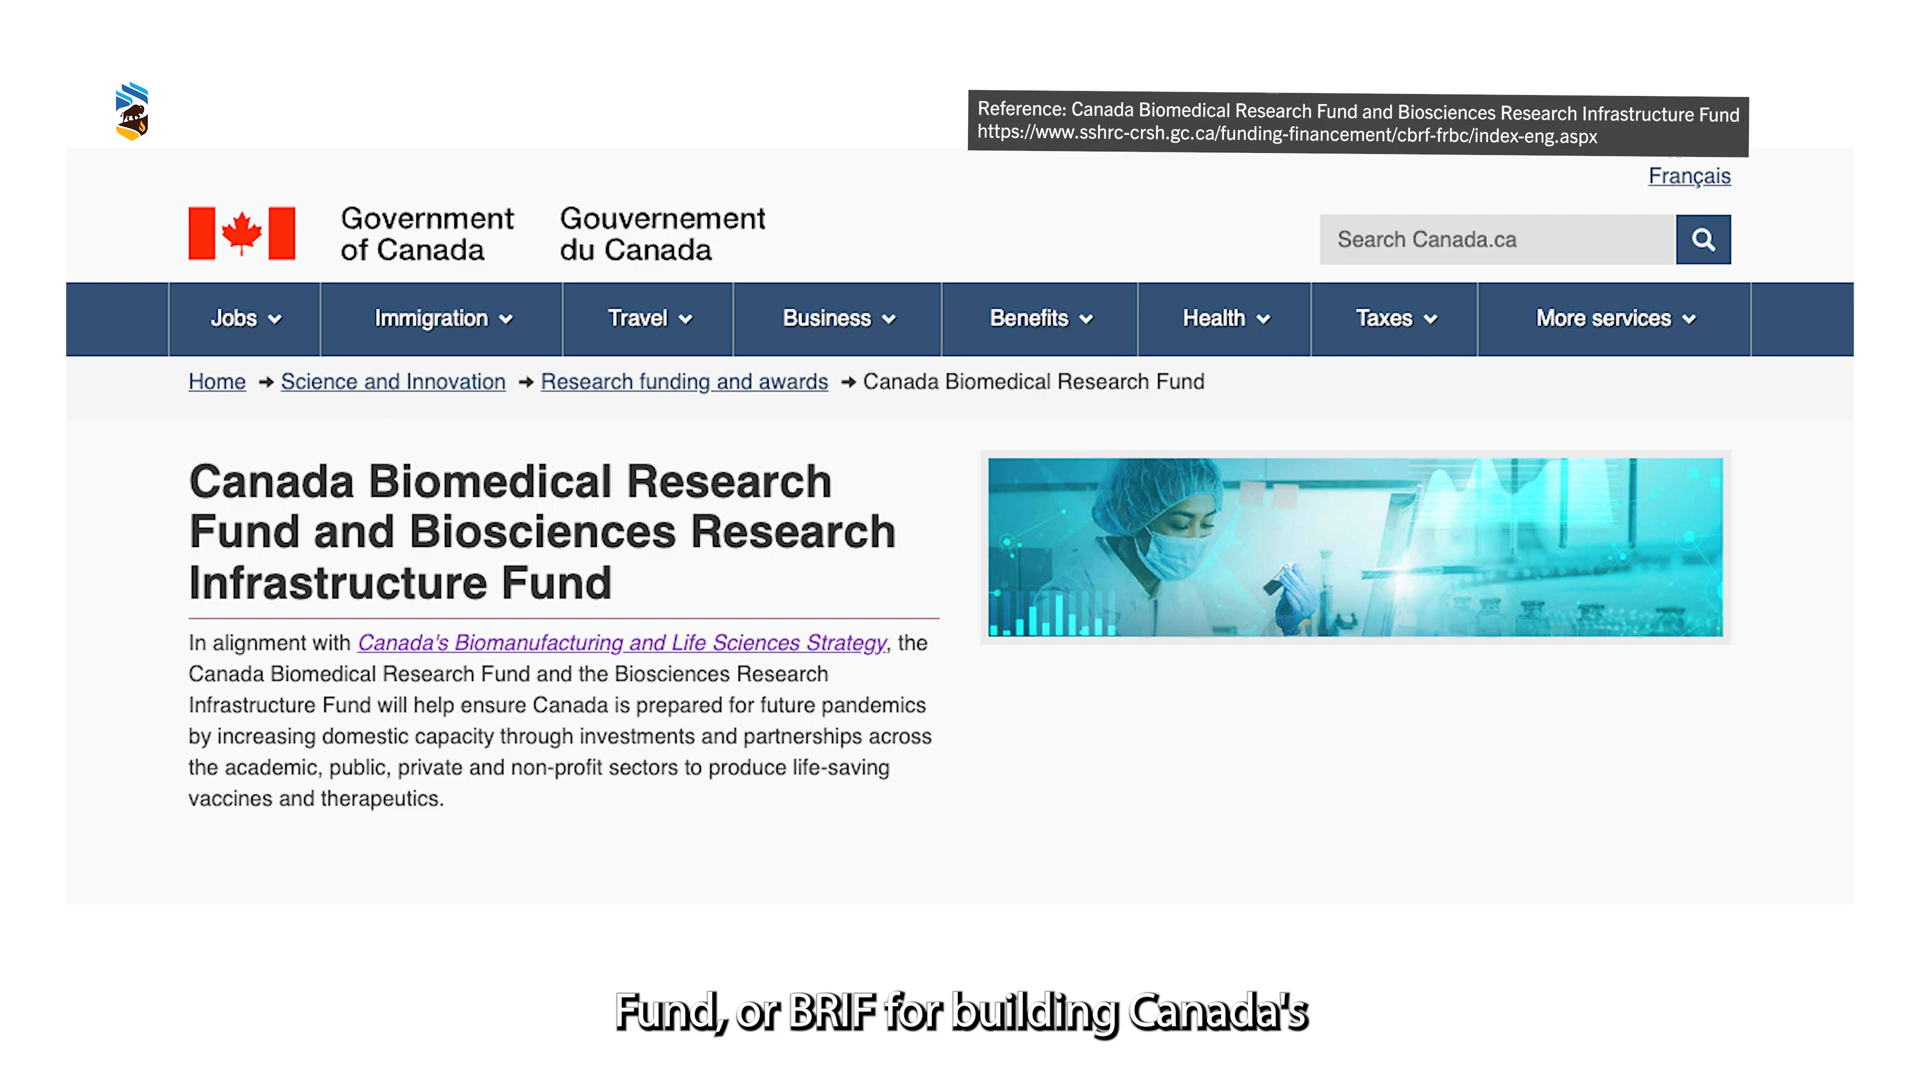 Reference: Canada Biomedical Research Fund and Biosciences Research Infrastructure Fund
https://www.sshrc-crsh.gc.ca/funding-financement/cbrf-frbc/index-eng.aspx
Français
Government of Canada
Gouvernement du Canada
Search Canada.ca
Jobs Immigration Travel Business Benefits Health Taxes More services
Home → Science and Innovation → Research funding and awards → Canada Biomedical Research Fund
Canada Biomedical Research
Fund and Biosciences Research
Infrastructure Fund
In alignment with Canada's Biomanufacturing and Life Sciences Strategy, the
Canada Biomedical Research Fund and the Biosciences Research
Infrastructure Fund will help ensure Canada is prepared for future pandemics
by increasing domestic capacity through investments and partnerships across
the academic, public, private and non-profit sectors to produce life-saving
vaccines and therapeutics.
Fund, or BRIF for building Canada's